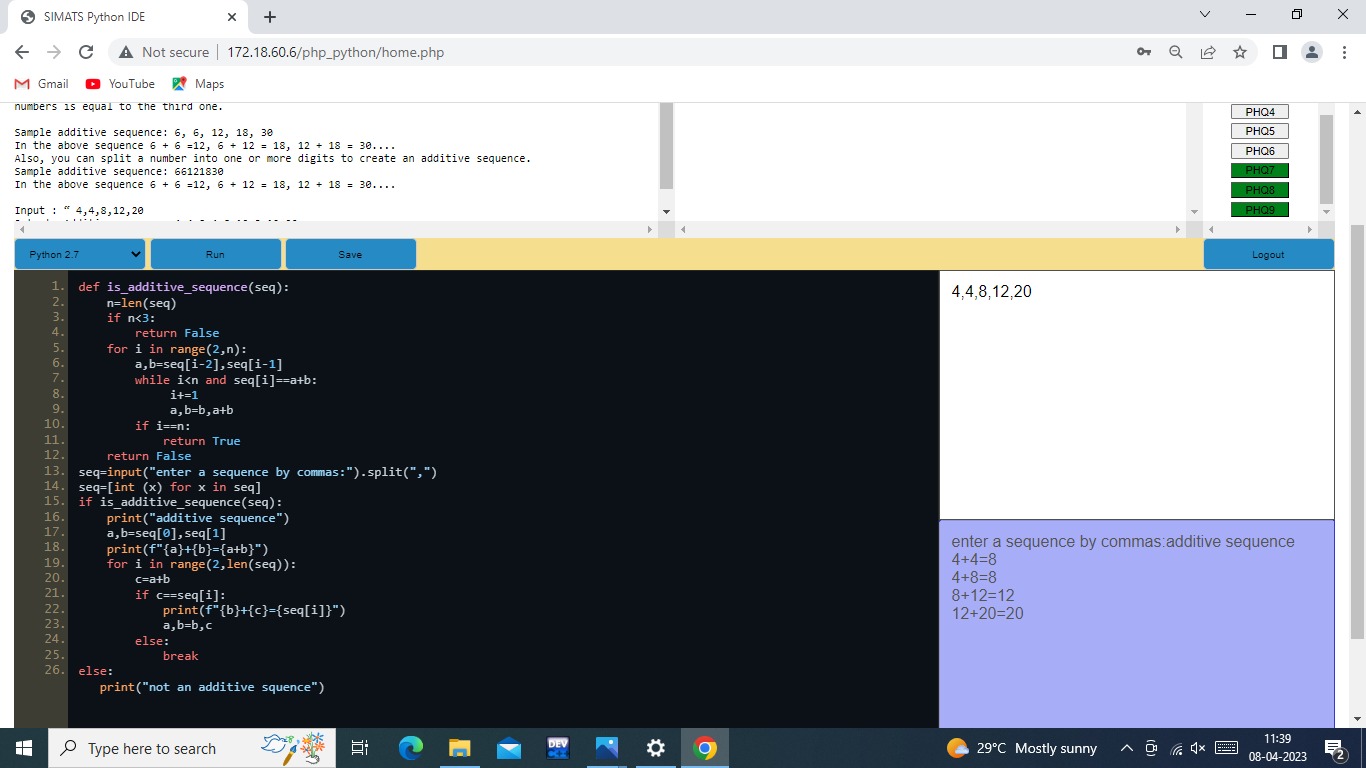 SIMATS Python IDE
Not secure
172.18.60.6/php_python/home.php
Gmail
YouTube
Maps
numbers is equal to the third one.
Sample additive sequence: 6, 6, 12, 18, 30
In the above sequence 6 + 6 =12, 6 + 12 = 18, 12 + 18 = 30....
Also, you can split a number into one or more digits to create an additive sequence.
Sample additive sequence: 66121830
In the above sequence 6 + 6 =12, 6 + 12 = 18, 12 + 18 = 30....
Input : “ 4,4,8,12,20
PHQ4
PHQ5
PHQ6
PHQ7
PHQ8
PHQ9
Python 2.7
Run
Save
Logout
1. def is_additive_sequence(seq):
2.     n=len(seq)
3.     if n<3:
4.         return False
5.     for i in range(2,n):
6.         a,b=seq[i-2],seq[i-1]
7.         while i<n and seq[i]==a+b:
8.              i+=1
9.              a,b=b,a+b
10.         if i==n:
11.             return True
12.     return False
13. seq=input("enter a sequence by commas:").split(",")
14. seq=[int (x) for x in seq]
15. if is_additive_sequence(seq):
16.     print("additive sequence")
17.     a,b=seq[0],seq[1]
18.     print(f"{a}+{b}={a+b}")
19.     for i in range(2,len(seq)):
20.         c=a+b
21.         if c==seq[i]:
22.             print(f"{b}+{c}={seq[i]}")
23.             a,b=b,c
24.         else:
25.             break
26. else:
   print("not an additive squence")
4,4,8,12,20
enter a sequence by commas:additive sequence
4+4=8
4+8=8
8+12=12
12+20=20
Type here to search
DEV
29°C Mostly sunny
11:39
08-04-2023
2